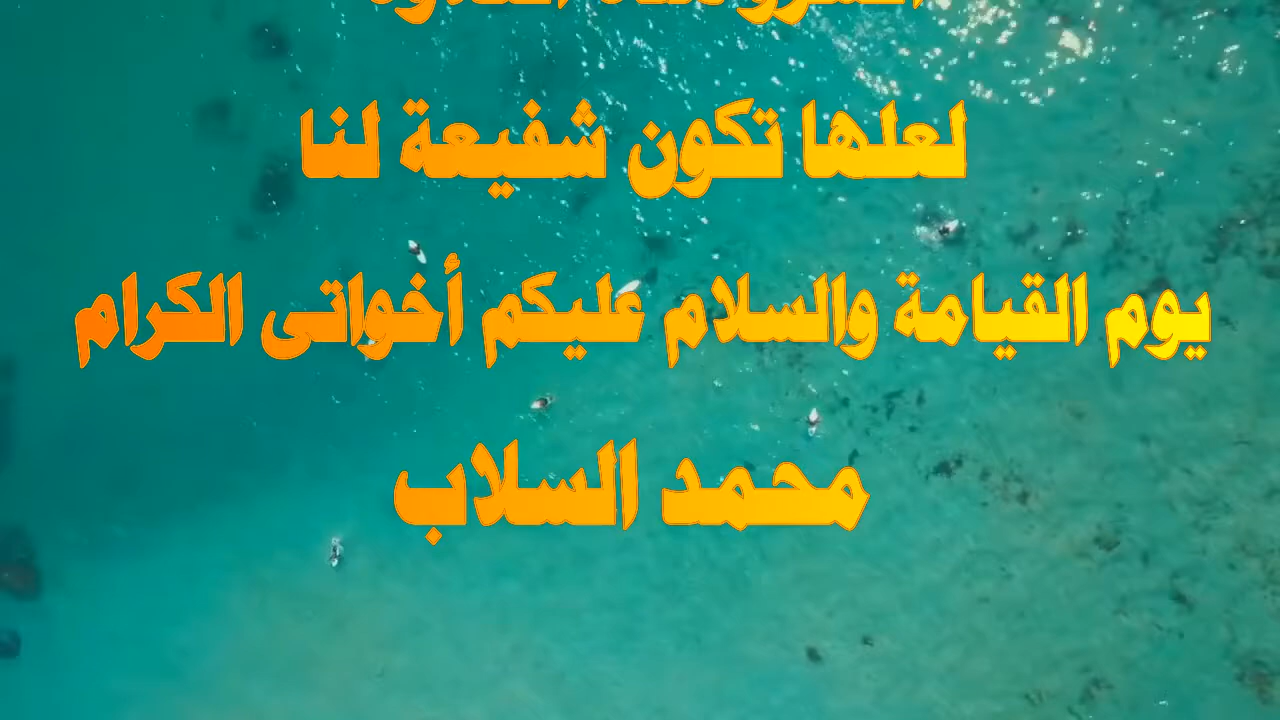 لعلها تكون شفيعة لنا
يوم القيامة والسلام عليكم أخواتى الكرام
محمد السلاب